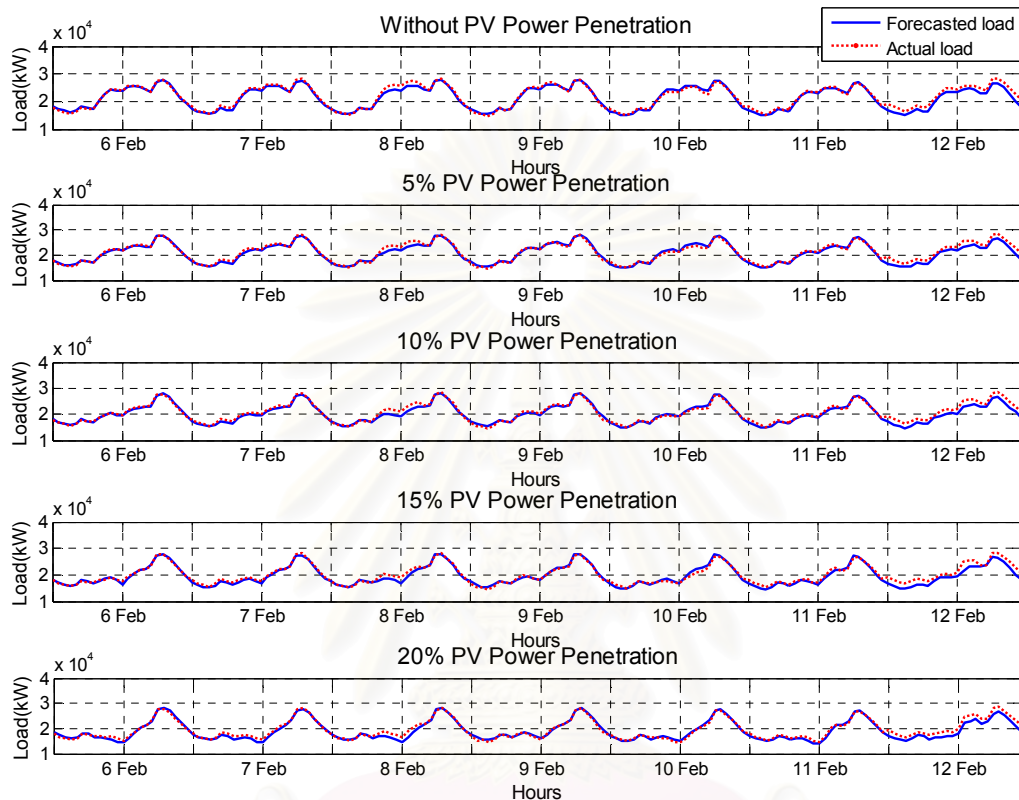 Without PV Power Penetration
Forecasted load
Actual load
x 10^4
Load(kW)
4
3
2
1
6 Feb 7 Feb 8 Feb 9 Feb 10 Feb 11 Feb 12 Feb
Hours
5% PV Power Penetration
x 10^4
Load(kW)
4
3
2
1
6 Feb 7 Feb 8 Feb 9 Feb 10 Feb 11 Feb 12 Feb
Hours
10% PV Power Penetration
x 10^4
Load(kW)
4
3
2
1
6 Feb 7 Feb 8 Feb 9 Feb 10 Feb 11 Feb 12 Feb
Hours
15% PV Power Penetration
x 10^4
Load(kW)
4
3
2
1
6 Feb 7 Feb 8 Feb 9 Feb 10 Feb 11 Feb 12 Feb
Hours
20% PV Power Penetration
x 10^4
Load(kW)
4
3
2
1
6 Feb 7 Feb 8 Feb 9 Feb 10 Feb 11 Feb 12 Feb
Hours